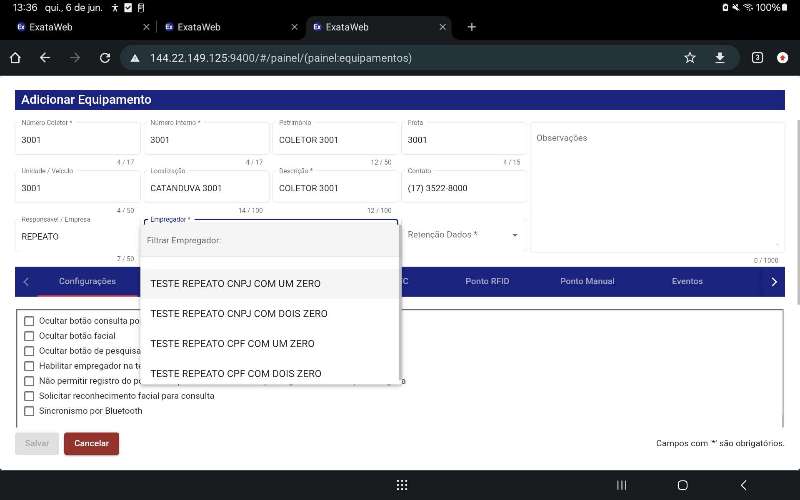 13:36 qui., 6 de jun. 100%
ExataWeb ExataWeb ExataWeb
144.22.149.125:9400/#/painel/(painel:equipamentos) 3
Adicionar Equipamento
Número Coletor * Número Interno * Patrimônio Frota
3001 3001 COLETOR 3001 3001 Observações
4 / 17 4 / 17 12 / 50 4 / 15
Unidade / Veículo Localização Descrição * Contato
3001 CATANDUVA 3001 COLETOR 3001 (17) 3522-8000
4 / 50 14 / 100 12 / 100
Responsável / Empresa Empregador *
REPEATO Filtrar Empregador: Retenção Dados *
7 / 50 0 / 1000
Configurações C Ponto RFID Ponto Manual Eventos
TESTE REPEATO CNPJ COM UM ZERO
TESTE REPEATO CNPJ COM DOIS ZERO
TESTE REPEATO CPF COM UM ZERO
TESTE REPEATO CPF COM DOIS ZERO
Ocultar botão consulta po
Ocultar botão facial
Ocultar botão de pesquisa
Habilitar empregador na te
Não permitir registro do po
Solicitar reconhecimento facial para consulta
Sincronismo por Bluetooth
Salvar Cancelar Campos com '*' são obrigatórios.